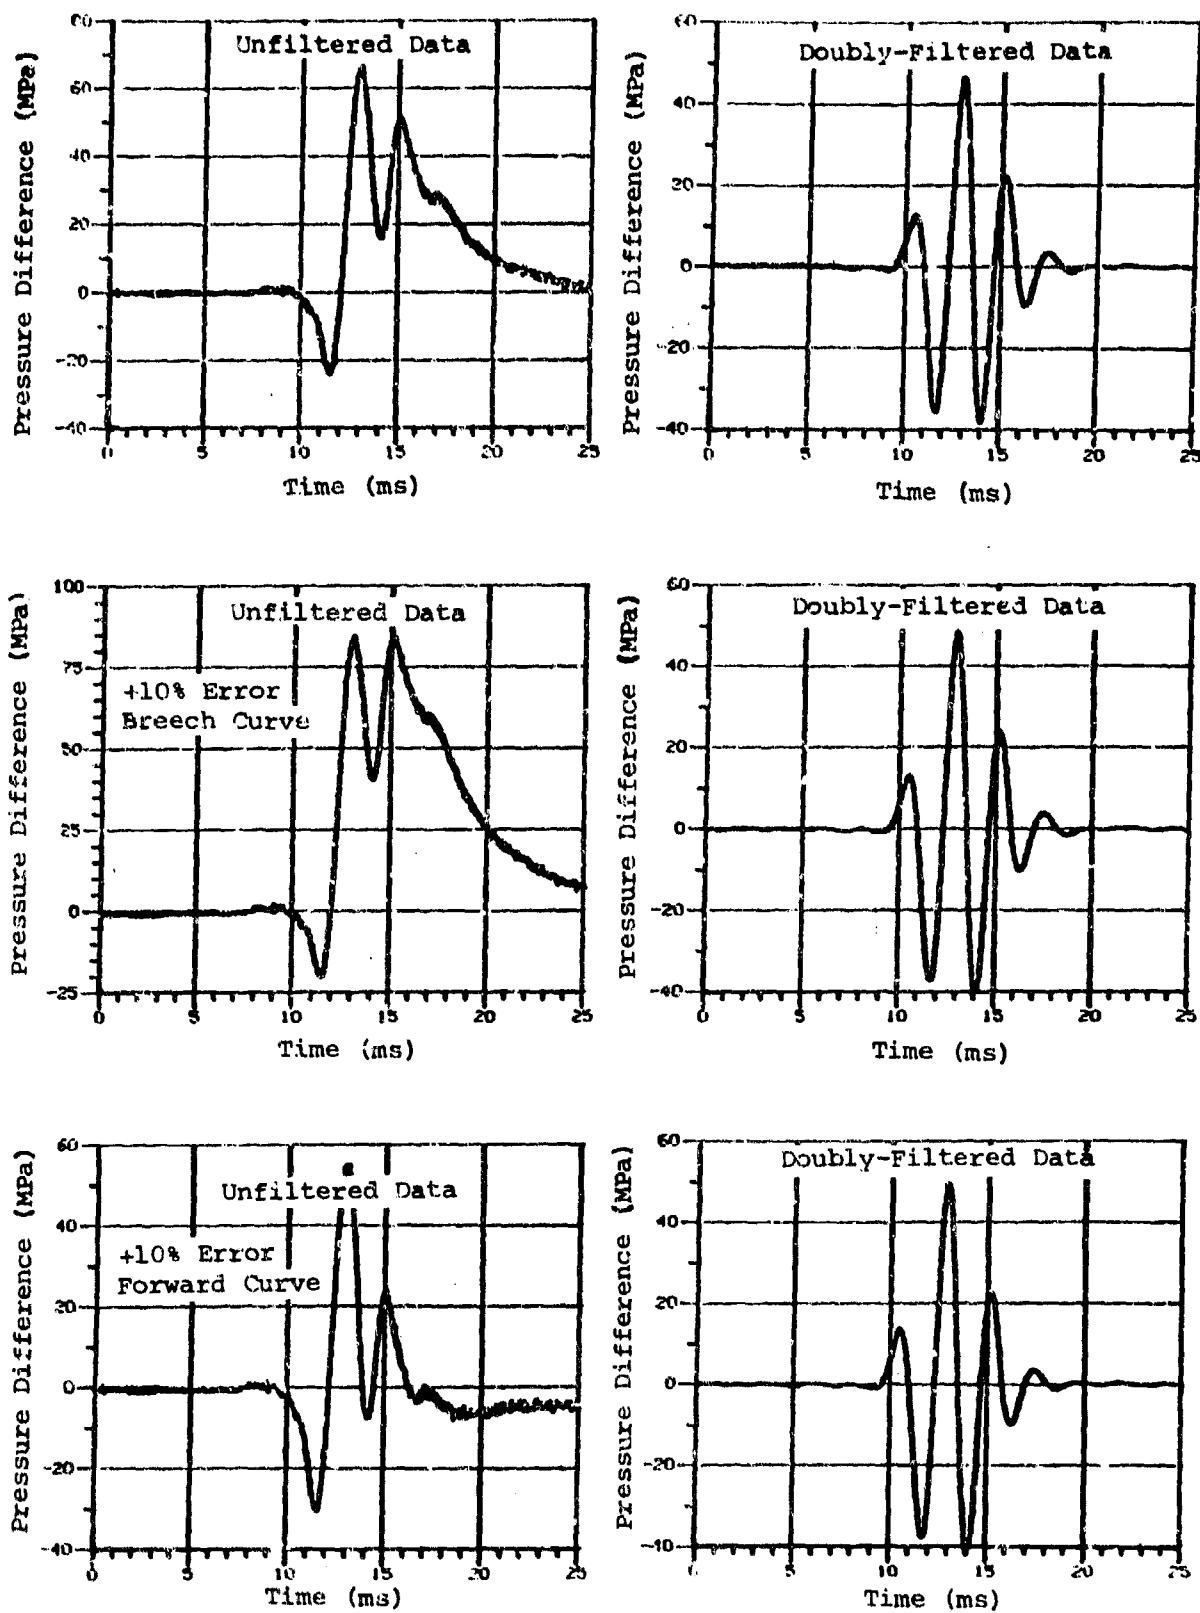 Unfiltered Data
Pressure Difference (MPa)
60
40
20
0
-20
-40
0 5 10 15 20 25
Time (ms)
Doubly-Filtered Data
Pressure Difference (MPa)
60
40
20
0
-20
-40
0 5 10 15 20 25
Time (ms)
Unfiltered Data
+10% Error
Breech Curve
Pressure Difference (MPa)
100
75
50
25
0
-25
0 5 10 15 20 25
Time (ms)
Doubly-Filtered Data
Pressure Difference (MPa)
60
40
20
0
-20
-40
0 5 10 15 20 25
Time (ms)
Unfiltered Data
+10% Error
Forward Curve
Pressure Difference (MPa)
60
40
20
0
-20
-40
0 5 10 15 20 25
Time (ms)
Doubly-Filtered Data
Pressure Difference (MPa)
60
40
20
0
-20
0 5 10 15 20 25
Time (ms)